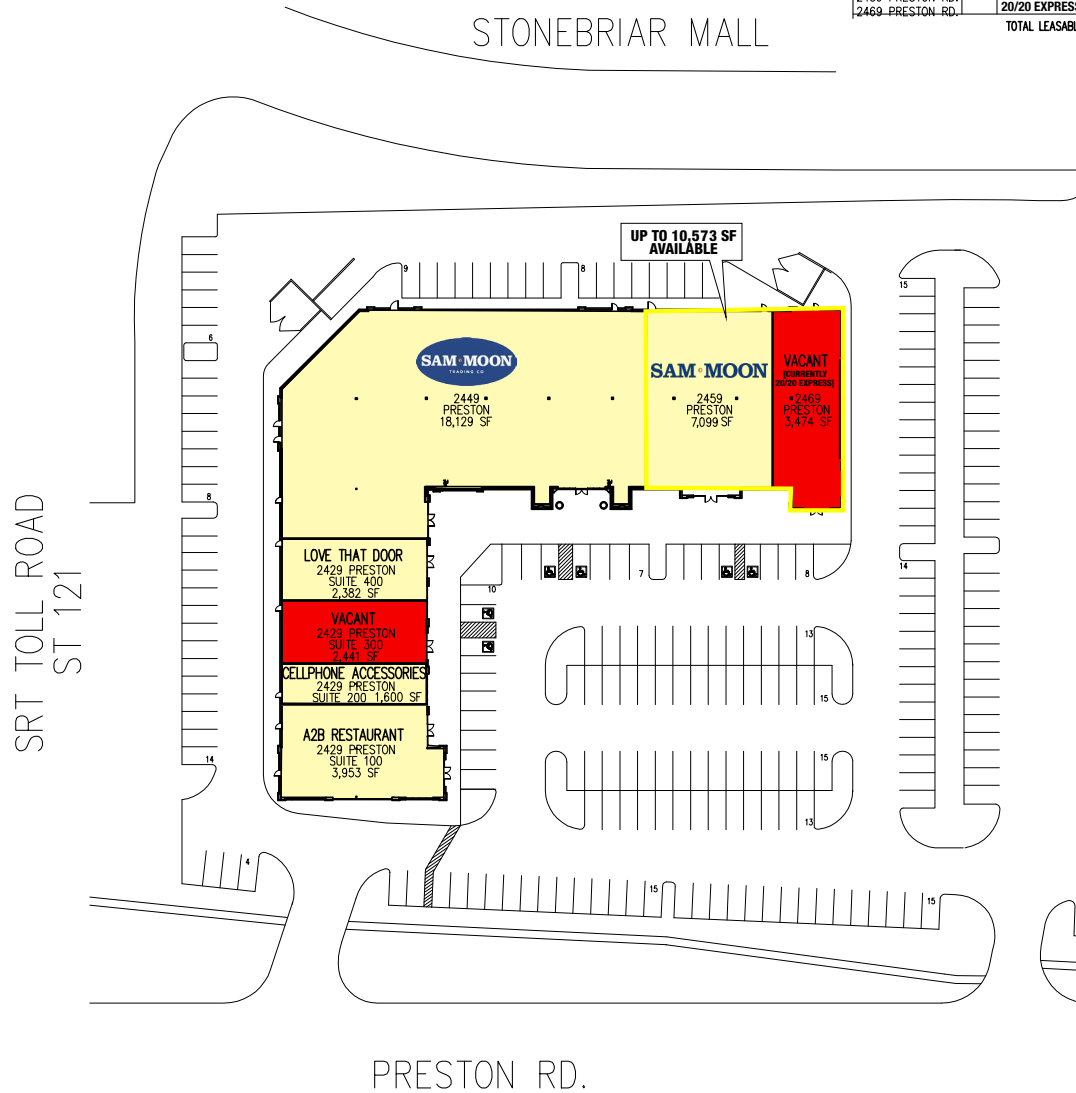 2469 PRESTON RD.
20/20 EXPRESS
TOTAL LEASABL
STONEBRIAR MALL
UP TO 10,573 SF
AVAILABLE
9
8
15
6
SAM•MOON
TRADING CO
2449
PRESTON
18,129 SF
SAM•MOON
2459
PRESTON
7,099 SF
VACANT
(CURRENTLY
20/20 EXPRESS)
2469
PRESTON
3,474 SF
8
SRT TOLL ROAD
ST 121
LOVE THAT DOOR
2429 PRESTON
SUITE 400
2,382 SF
10
7
8
14
VACANT
2429 PRESTON
SUITE 300
2,441 SF
13
CELLPHONE ACCESSORIES
2429 PRESTON
SUITE 200 1,600 SF
15
A2B RESTAURANT
2429 PRESTON
SUITE 100
3,953 SF
14
15
13
4
15
15
PRESTON RD.